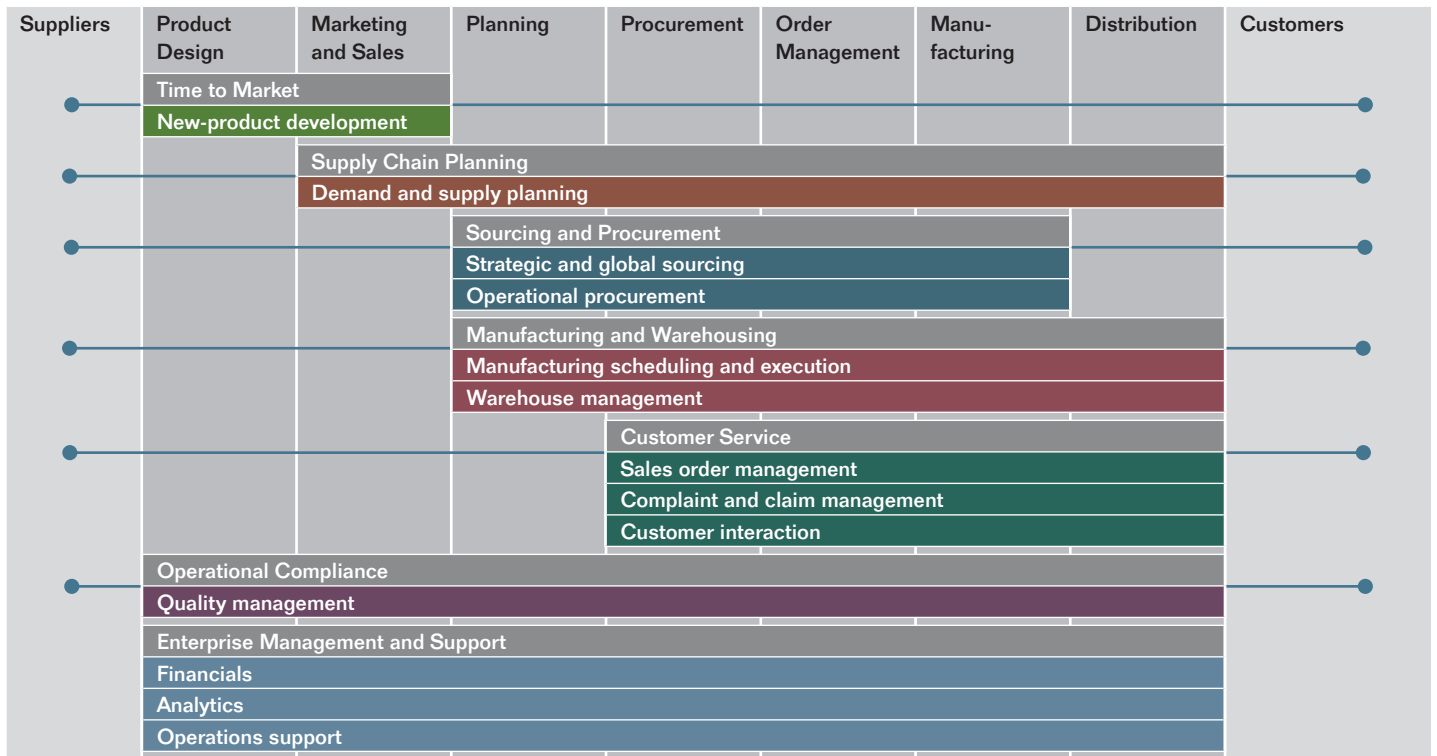 Suppliers
Product
Design
Marketing
and Sales
Planning
Procurement
Order
Management
Manu-
facturing
Distribution
Customers
Time to Market
New-product development
Supply Chain Planning
Demand and supply planning
Sourcing and Procurement
Strategic and global sourcing
Operational procurement
Manufacturing and Warehousing
Manufacturing scheduling and execution
Warehouse management
Customer Service
Sales order management
Complaint and claim management
Customer interaction
Operational Compliance
Quality management
Enterprise Management and Support
Financials
Analytics
Operations support